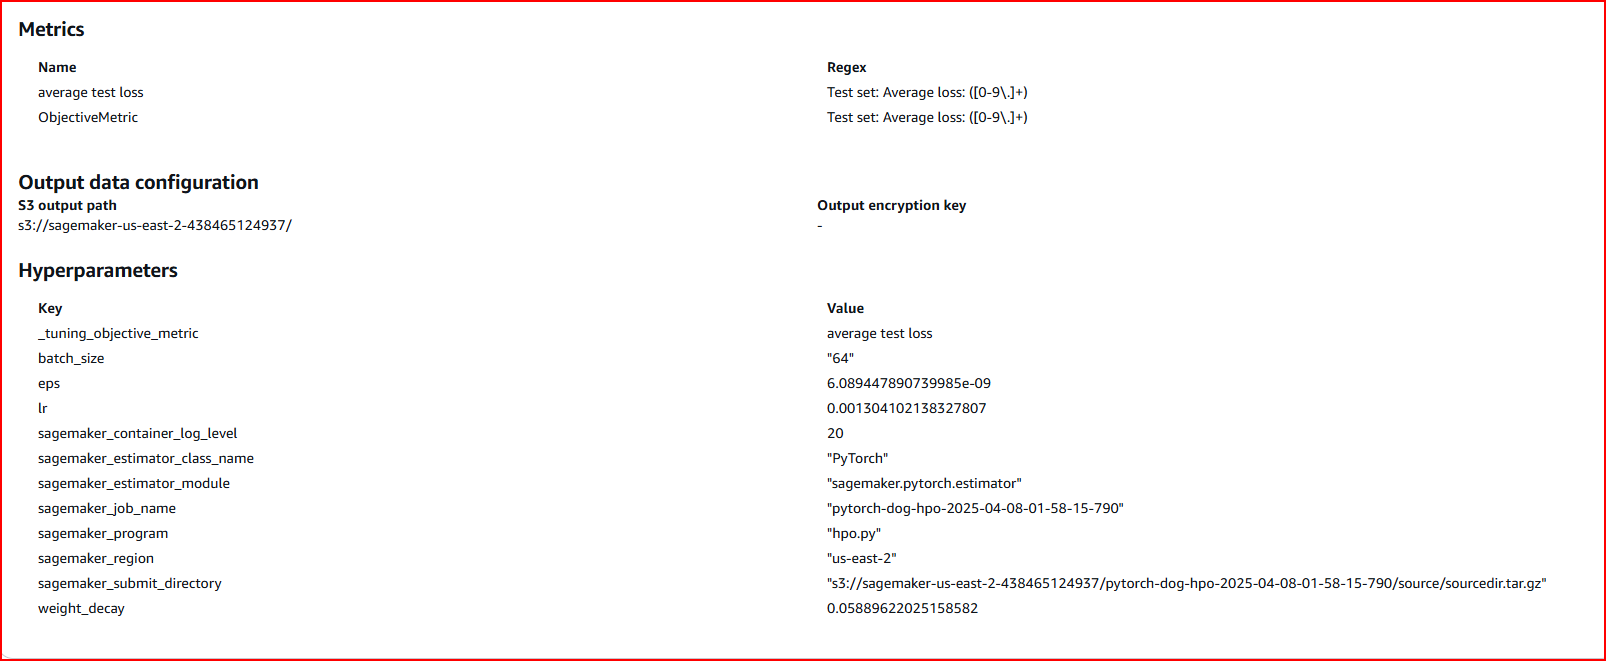 Metrics
Name Regex
average test loss Test set: Average loss: ([0-9\.]+)
ObjectiveMetric Test set: Average loss: ([0-9\.]+)
Output data configuration
S3 output path Output encryption key
s3://sagemaker-us-east-2-438465124937/ -
Hyperparameters
Key Value
_tuning_objective_metric average test loss
batch_size "64"
eps 6.089447890739985e-09
lr 0.001304102138327807
sagemaker_container_log_level 20
sagemaker_estimator_class_name "PyTorch"
sagemaker_estimator_module "sagemaker.pytorch.estimator"
sagemaker_job_name "pytorch-dog-hpo-2025-04-08-01-58-15-790"
sagemaker_program "hpo.py"
sagemaker_region "us-east-2"
sagemaker_submit_directory "s3://sagemaker-us-east-2-438465124937/pytorch-dog-hpo-2025-04-08-01-58-15-790/source/sourcedir.tar.gz"
weight_decay 0.05889622025158582